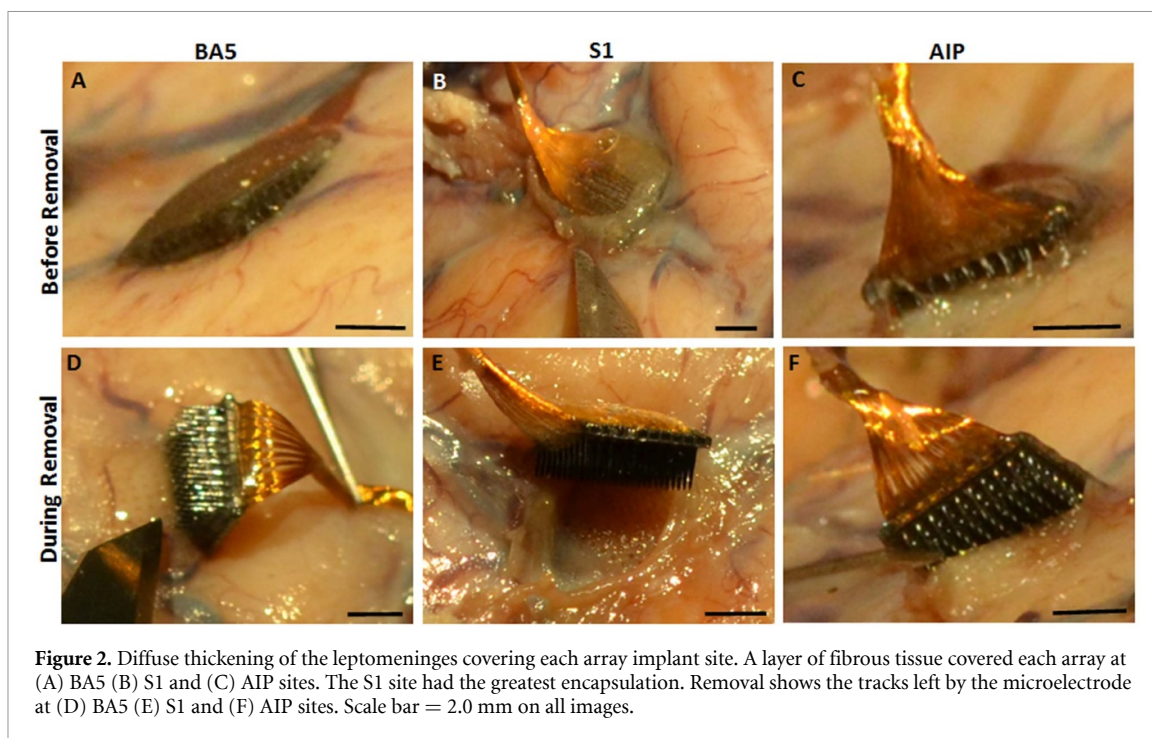 BA5
S1
AIP
Before Removal
A
B
C
During Removal
D
E
F
Figure 2. Diffuse thickening of the leptomeninges covering each array implant site. A layer of fibrous tissue covered each array at
(A) BA5 (B) S1 and (C) AIP sites. The S1 site had the greatest encapsulation. Removal shows the tracks left by the microelectrode
at (D) BA5 (E) S1 and (F) AIP sites. Scale bar = 2.0 mm on all images.